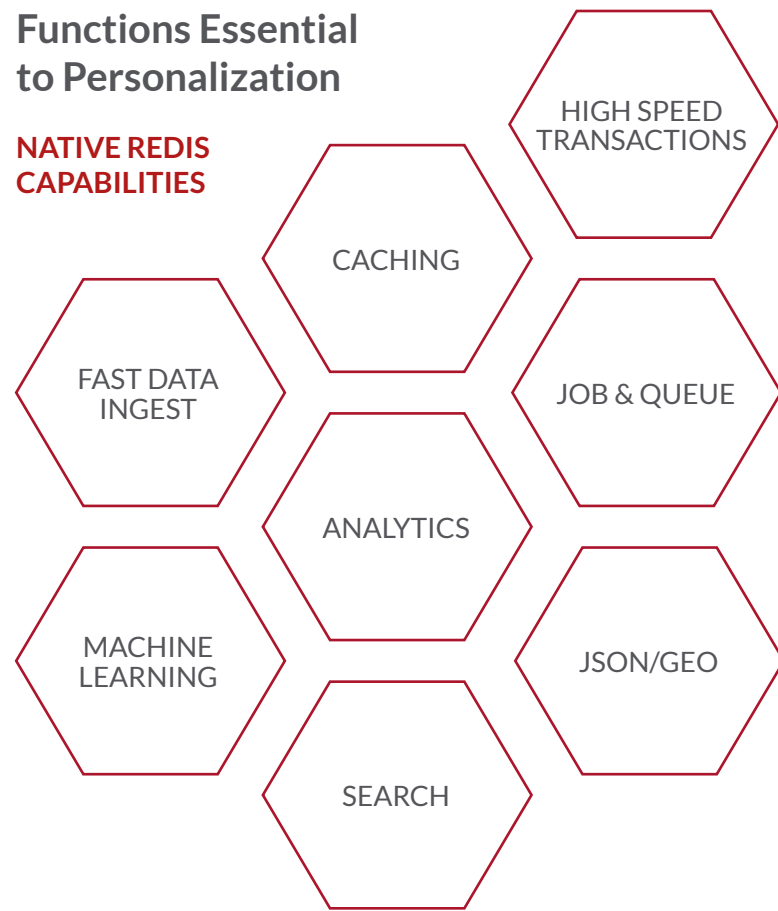 Functions Essential
to Personalization
NATIVE REDIS
CAPABILITIES
HIGH SPEED
TRANSACTIONS
CACHING
FAST DATA
INGEST
JOB & QUEUE
ANALYTICS
MACHINE
LEARNING
JSON/GEO
SEARCH